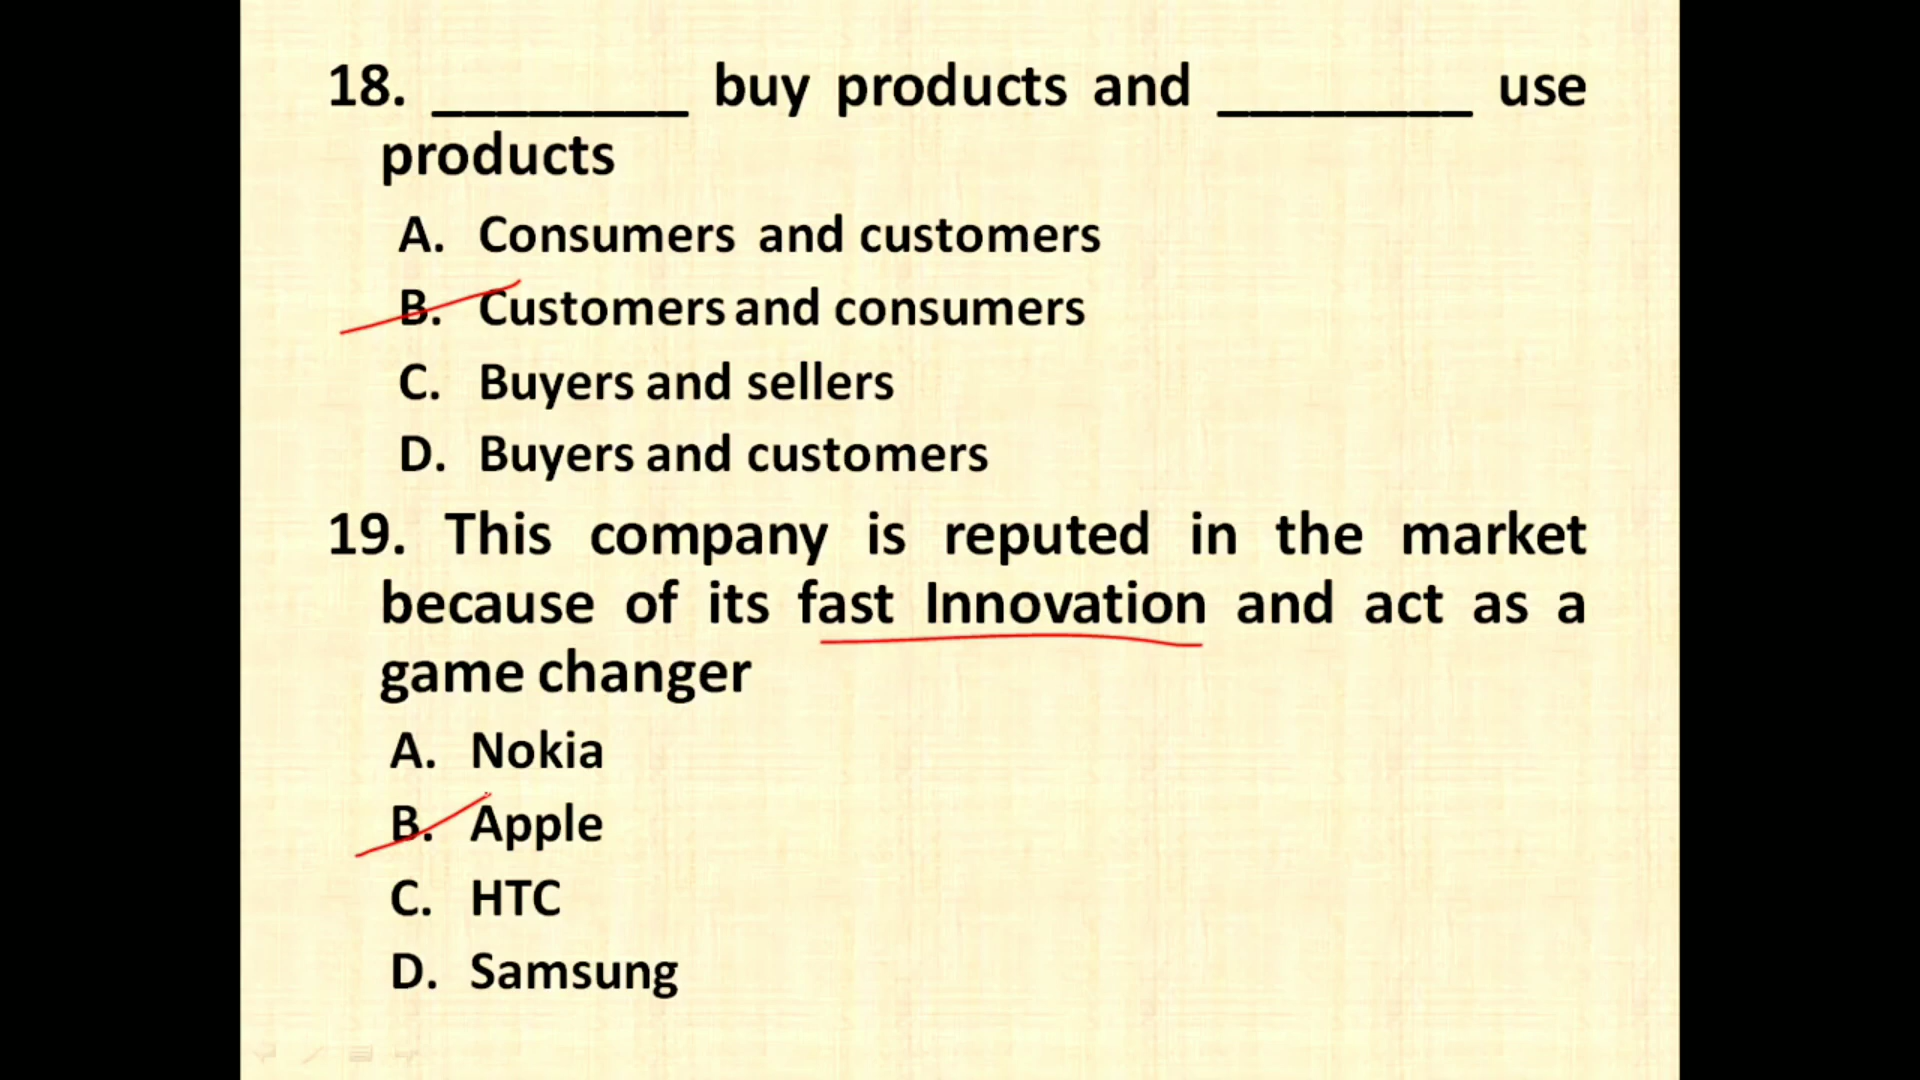 18. ________ buy products and ________ use
products
A. Consumers and customers
B. Customers and consumers
C. Buyers and sellers
D. Buyers and customers
19. This company is reputed in the market
because of its fast Innovation and act as a
game changer
A. Nokia
B. Apple
C. HTC
D. Samsung